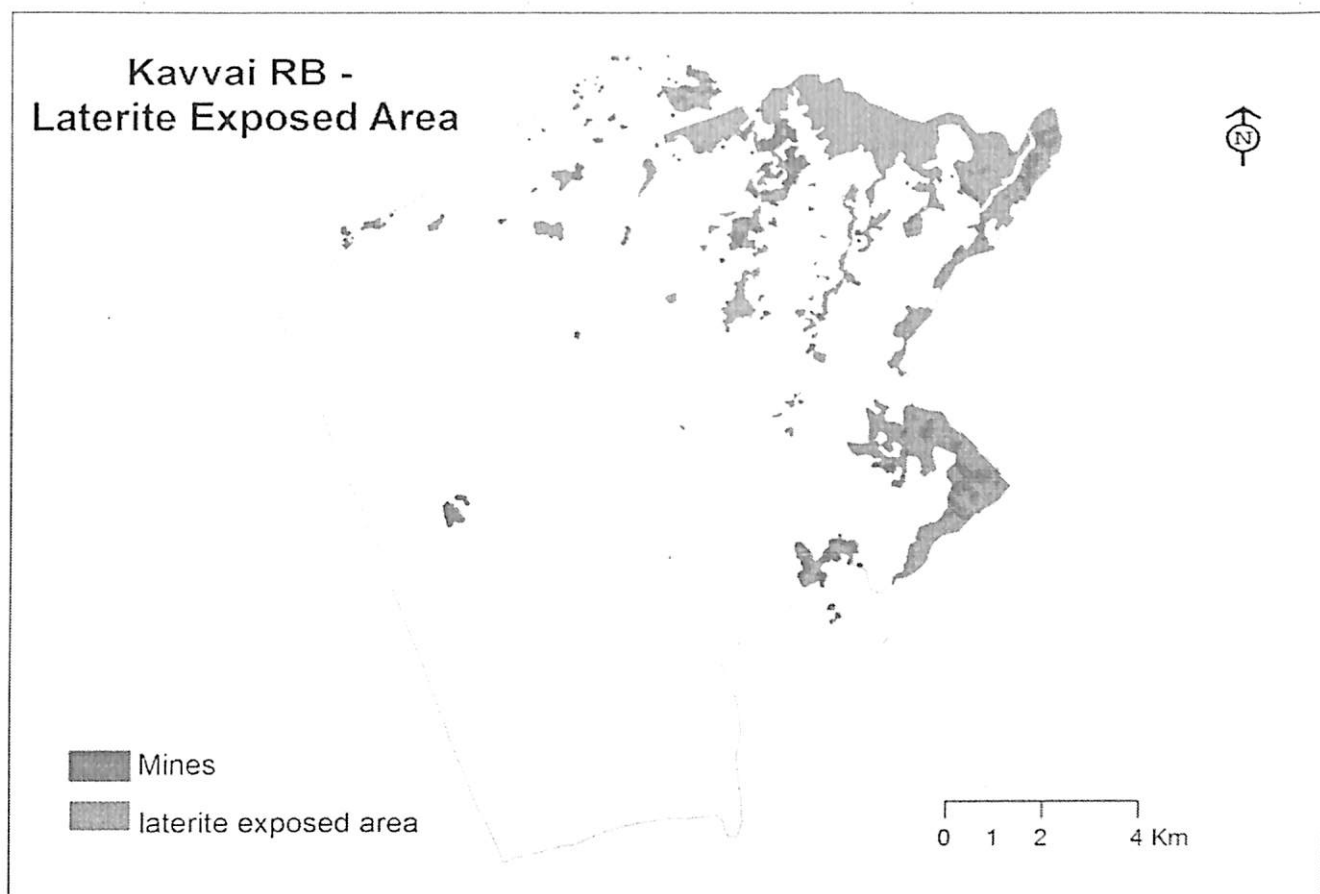 Kavvai RB -
Laterite Exposed Area
N
Mines
laterite exposed area
0 1 2 4 Km